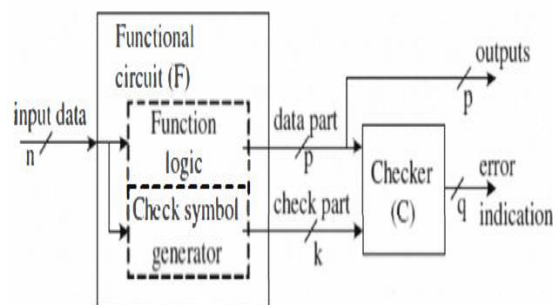 Functional
circuit (F)
input data
n
Function
logic
Check symbol
generator
data part
p
check part
k
Checker
(C)
outputs
p
error
q
indication